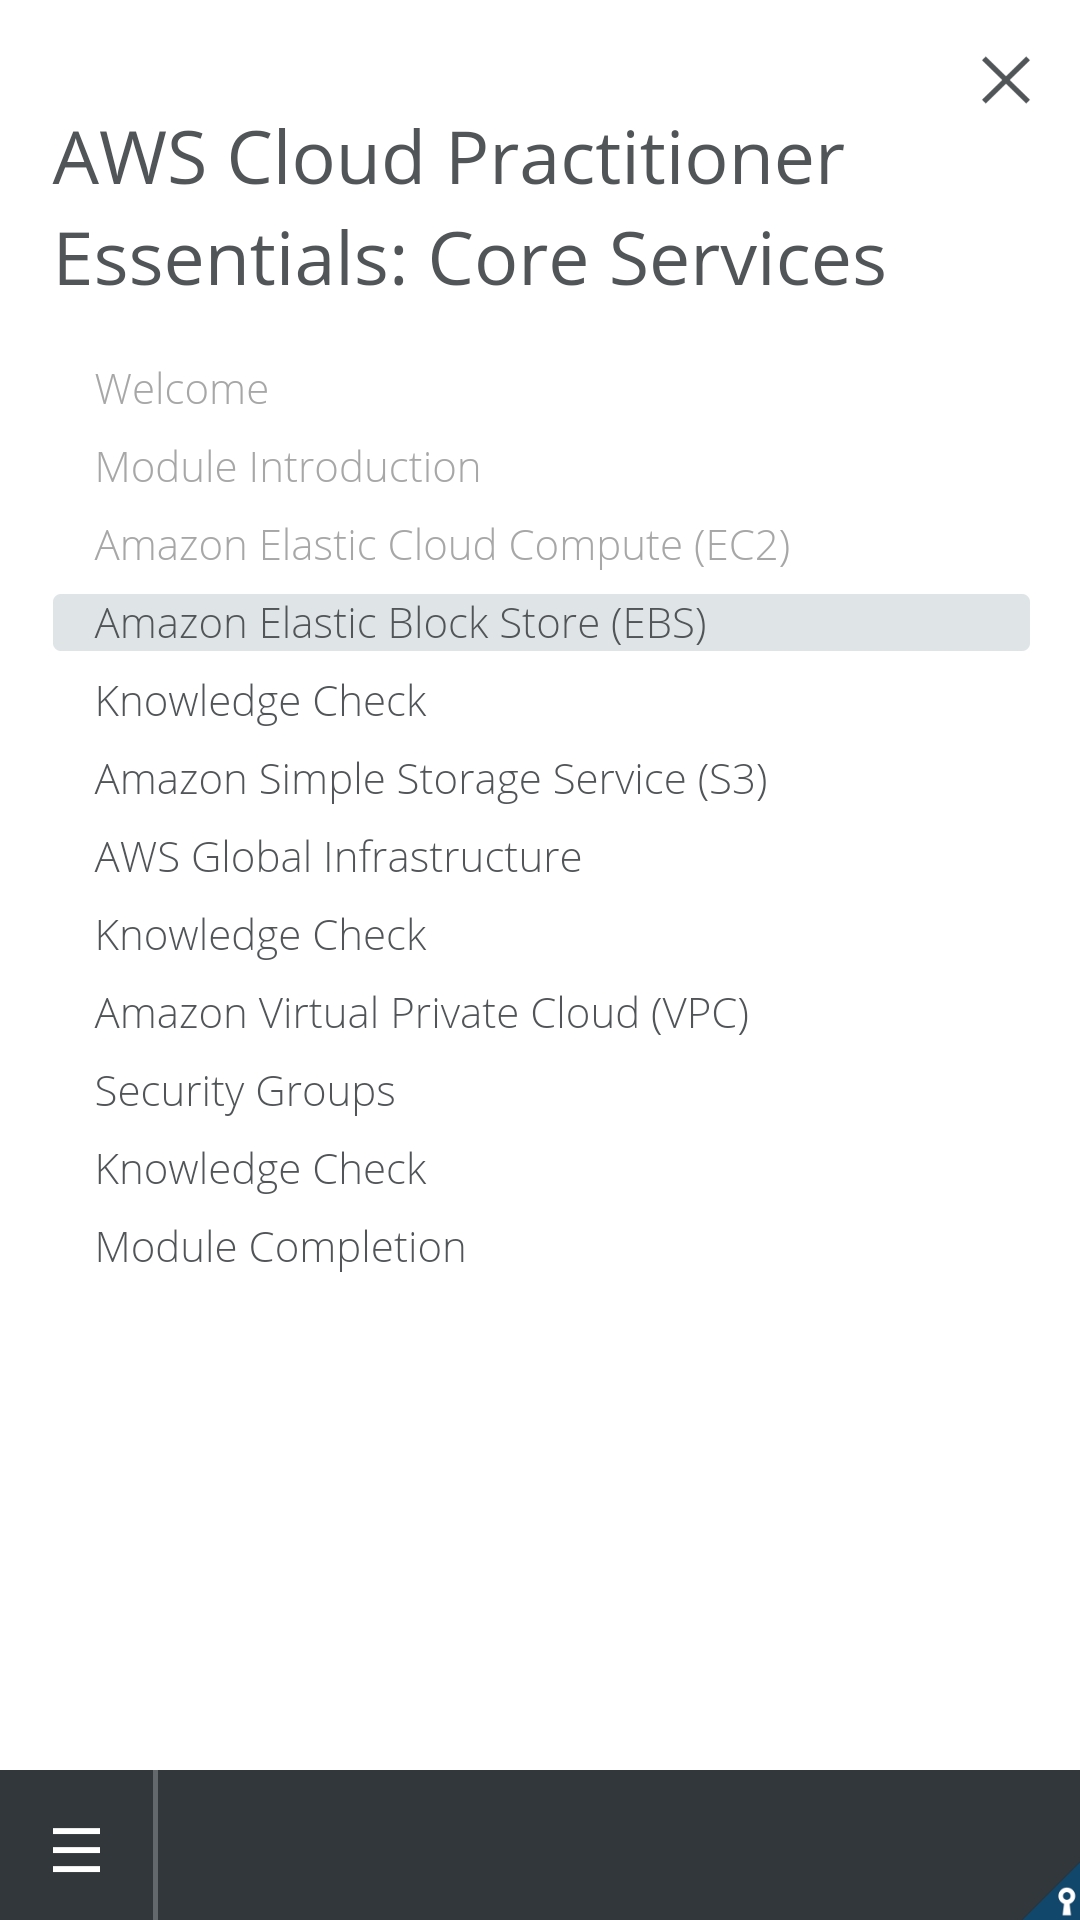 AWS Cloud Practitioner
Essentials: Core Services
Welcome
Module Introduction
Amazon Elastic Cloud Compute (EC2)
Amazon Elastic Block Store (EBS)
Knowledge Check
Amazon Simple Storage Service (S3)
AWS Global Infrastructure
Knowledge Check
Amazon Virtual Private Cloud (VPC)
Security Groups
Knowledge Check
Module Completion